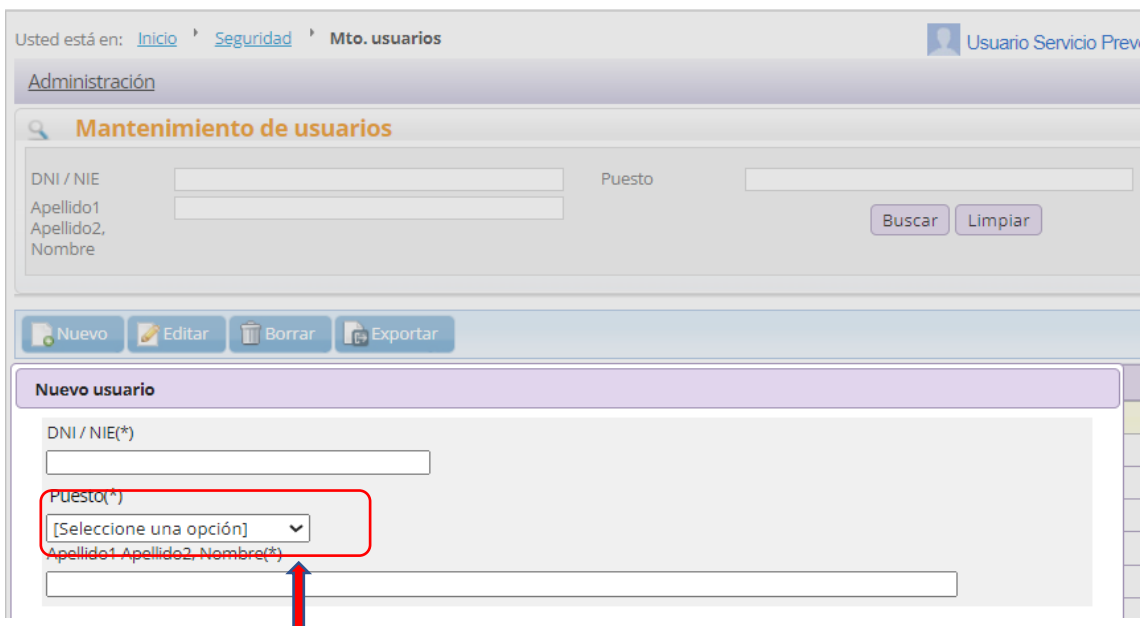 Usted está en: Inicio Seguridad Mto. usuarios
Usuario Servicio Prev
Administración
Mantenimiento de usuarios
DNI / NIE
Puesto
Apellido1
Apellido2,
Nombre
Buscar Limpiar
Nuevo Editar Borrar Exportar
Nuevo usuario
DNI / NIE(*)
Puesto(*)
[Seleccione una opción]
Apellido1 Apellido2, Nombre(*)